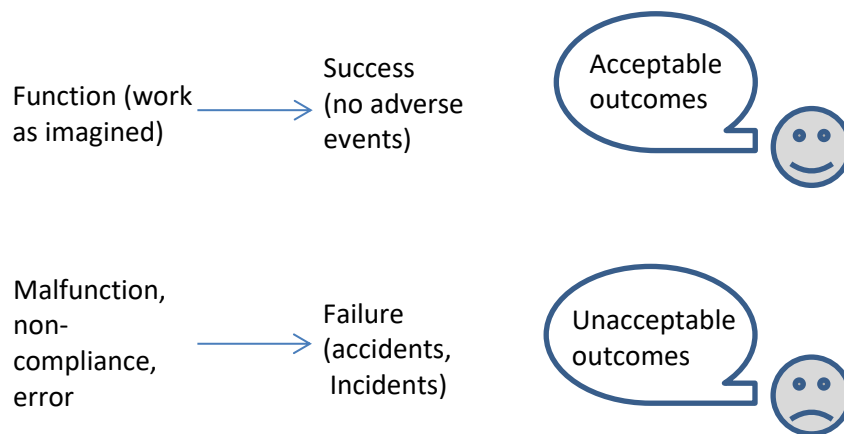 Function (work
as imagined)
Success
(no adverse
events)
Acceptable
outcomes
Malfunction,
non-
compliance,
error
Failure
(accidents,
Incidents)
Unacceptable
outcomes